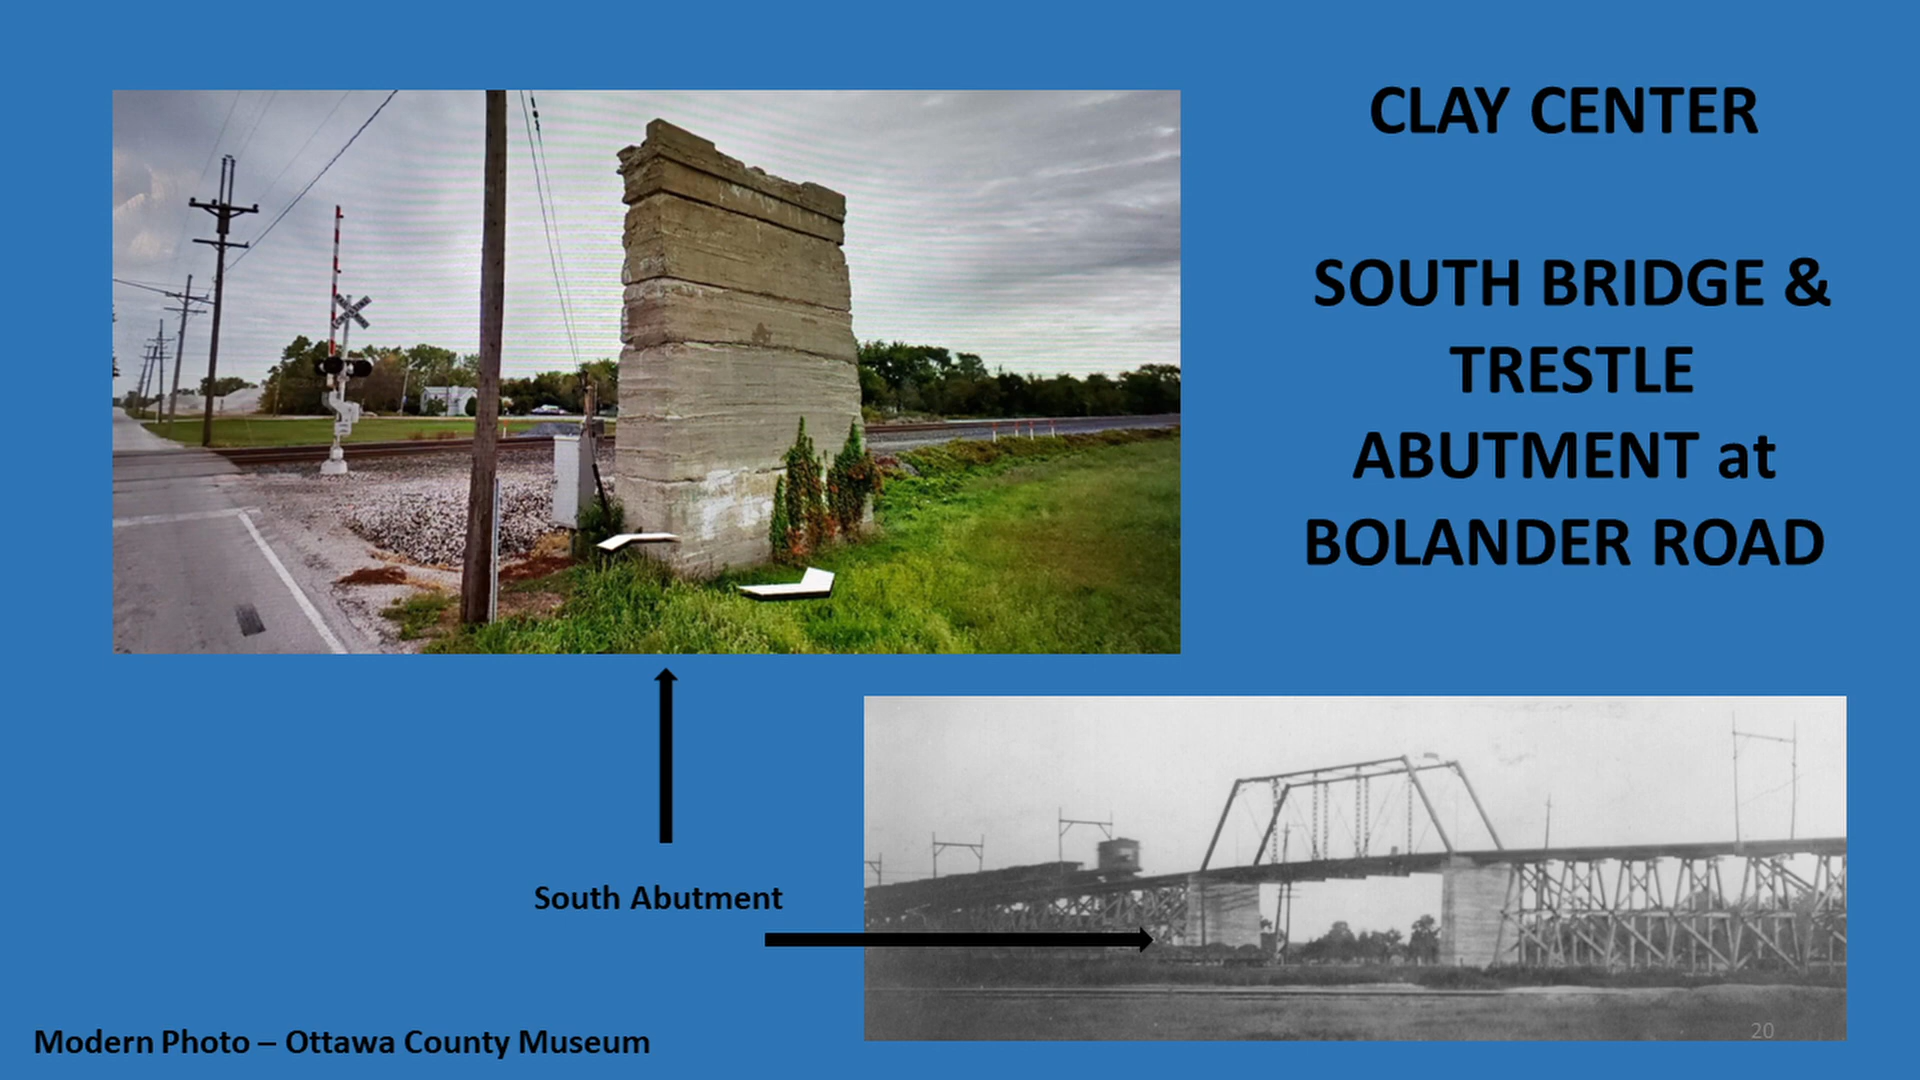 CLAY CENTER
SOUTH BRIDGE &
TRESTLE
ABUTMENT at
BOLANDER ROAD
South Abutment
Modern Photo – Ottawa County Museum
20